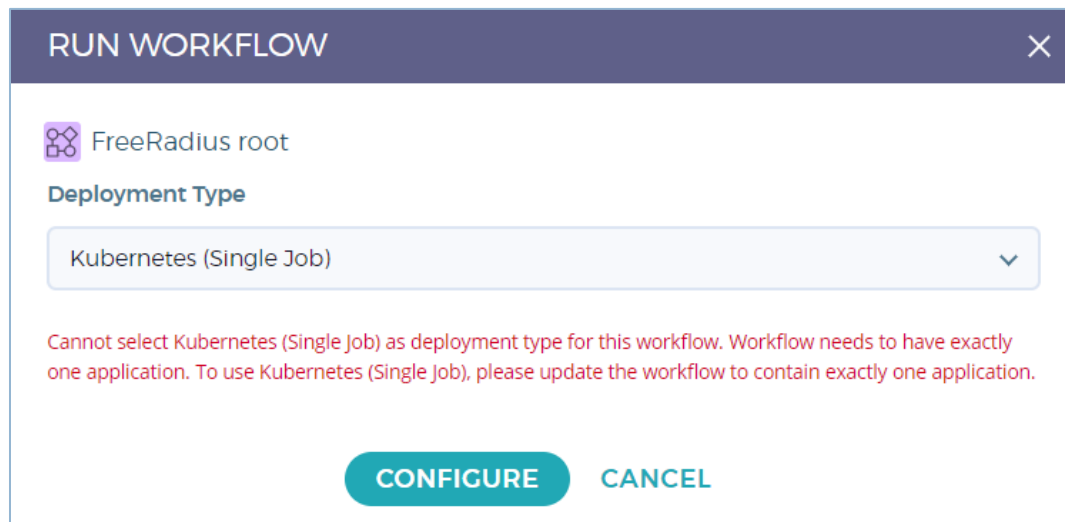 RUN WORKFLOW
FreeRadius root
Deployment Type
Kubernetes (Single Job)
Cannot select Kubernetes (Single Job) as deployment type for this workflow. Workflow needs to have exactly
one application. To use Kubernetes (Single Job), please update the workflow to contain exactly one application.
CONFIGURE CANCEL